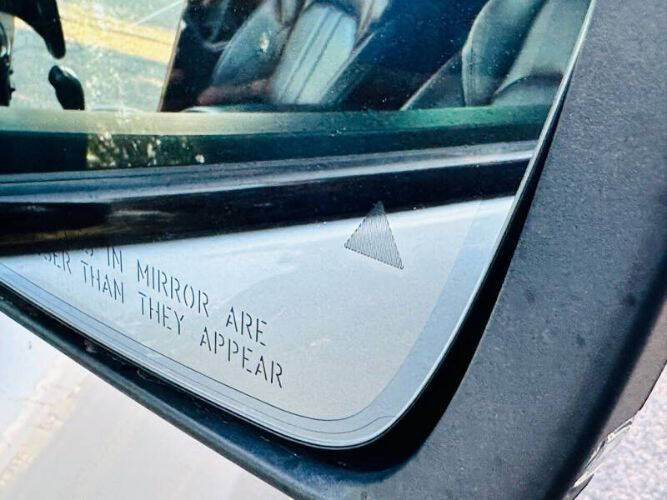 IN MIRROR ARE
THAN THEY APPEAR